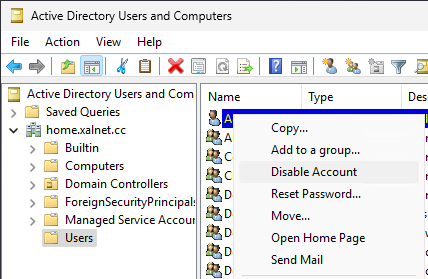 Active Directory Users and Computers
File Action View Help
Active Directory Users and Com
Saved Queries
home.xalnet.cc
Builtin
Computers
Domain Controllers
ForeignSecurityPrincipals
Managed Service Accoun
Users
Name Type Des
A
Copy...
Add to a group...
Disable Account
Reset Password...
Move...
Open Home Page
Send Mail